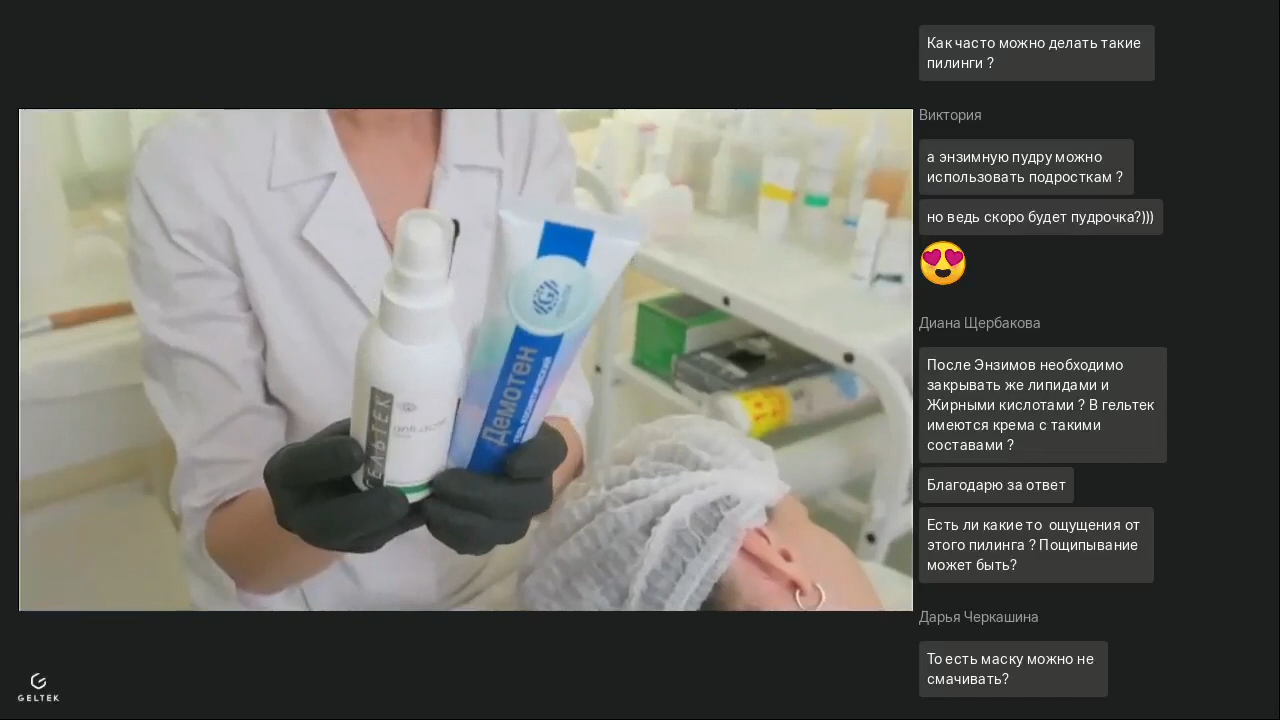 Как часто можно делать такие
пилинги ?
Виктория
а энзимную пудру можно
использовать подросткам ?
но ведь скоро будет пудрочка?)))
Диана Щербакова
После Энзимов необходимо
закрывать же липидами и
Жирными кислотами ? В гельтек
имеются крема с такими
составами ?
Благодарю за ответ
Есть ли какие то ощущения от
этого пилинга ? Пощипывание
может быть?
Дарья Черкашина
То есть маску можно не
смачивать?
ГЕЛЬТЕК
Демотен
G
GELTEK